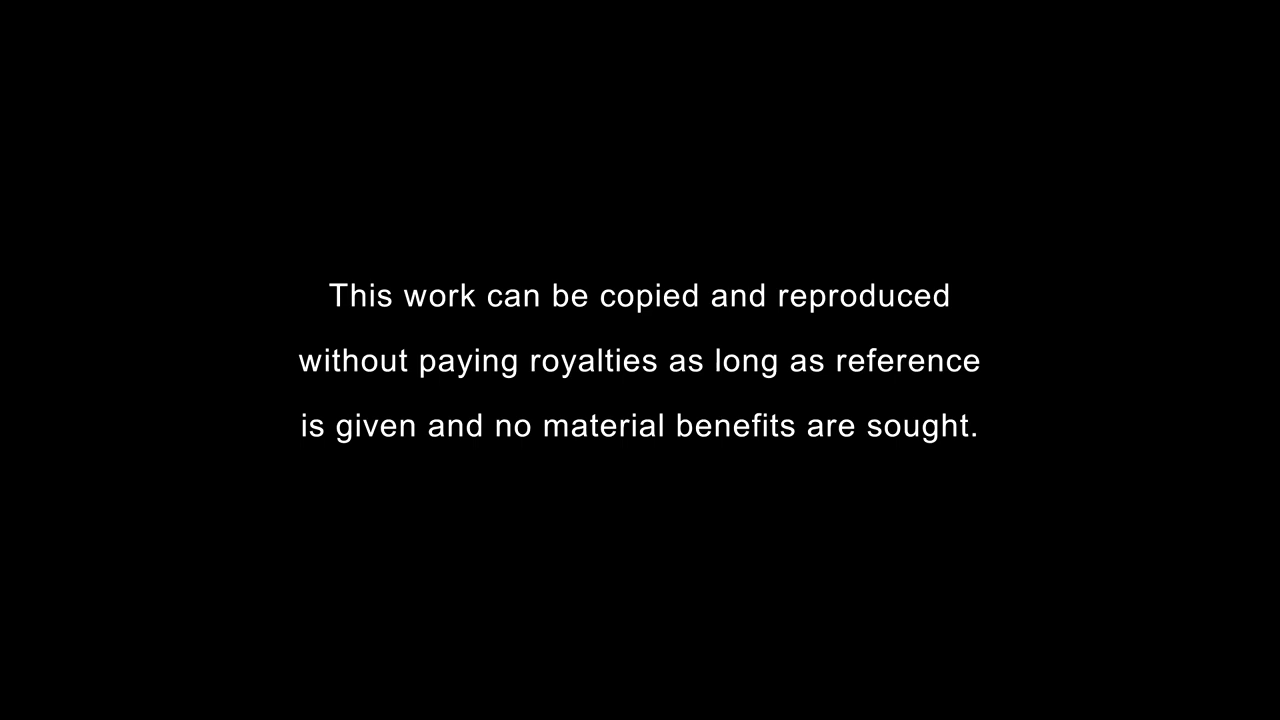 This work can be copied and reproduced
without paying royalties as long as reference
is given and no material benefits are sought.